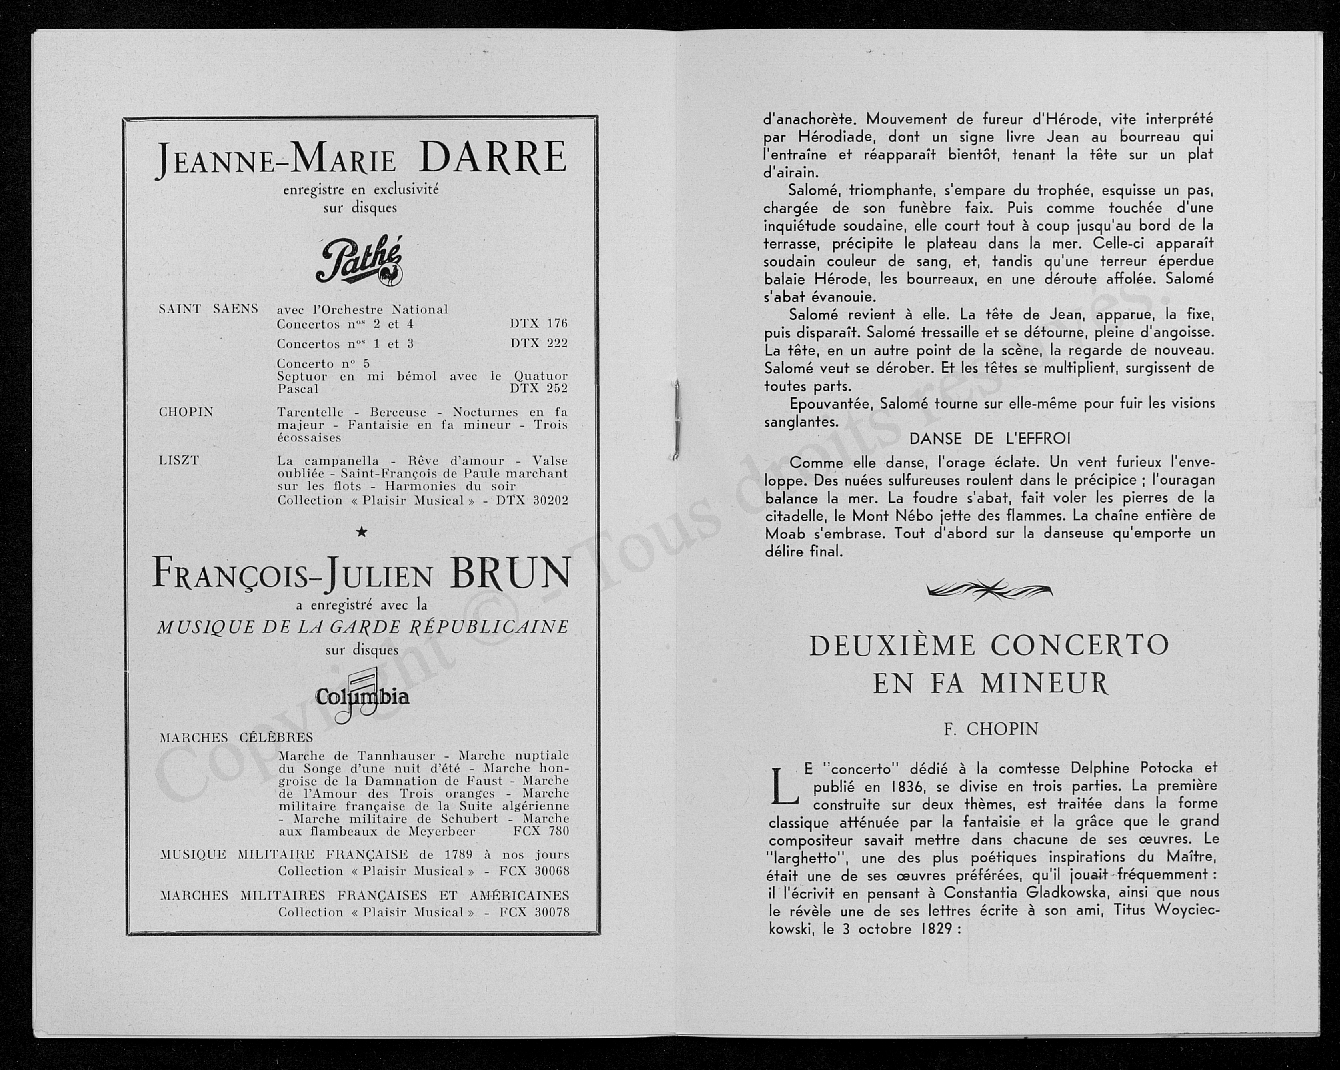 JEANNE-MARIE DARRE
enregistre en exclusivité
sur disques
Pathé
SAINT SAENS avec l'Orchestre National
Concertos nos 2 et 4 DTX 176
Concertos nos 1 et 3 DTX 222
Concerto no 5
Septuor en mi bémol avec le Quatuor
Pascal DTX 252
CHOPIN Tarentelle - Berceuse - Nocturnes en fa
majeur - Fantaisie en fa mineur - Trois
écossaises
LISZT La campanella - Rêve d'amour - Valse
oubliée - Saint-François de Paule marchant
sur les flots - Harmonies du soir
Collection « Plaisir Musical » - DTX 30202
★
FRANÇOIS-JULIEN BRUN
a enregistré avec la
MUSIQUE DE LA GARDE RÉPUBLICAINE
sur disques
Columbia
MARCHES CÉLÈBRES
Marche de Tannhauser - Marche nuptiale
du Songe d'une nuit d'été - Marche hon-
groise de la Damnation de Faust - Marche
de l'Amour des Trois oranges - Marche
militaire française de la Suite algérienne
- Marche militaire de Schubert - Marche
aux flambeaux de Meyerbeer FCX 780
MUSIQUE MILITAIRE FRANÇAISE de 1789 à nos jours
Collection « Plaisir Musical » - FCX 30068
MARCHES MILITAIRES FRANÇAISES ET AMÉRICAINES
Collection « Plaisir Musical » - FCX 30078
d'anachorète. Mouvement de fureur d'Hérode, vite interprété
par Hérodiade, dont un signe livre Jean au bourreau qui
l'entraîne et réapparaît bientôt, tenant la tête sur un plat
d'airain.
Salomé, triomphante, s'empare du trophée, esquisse un pas,
chargée de son funèbre faix. Puis comme touchée d'une
inquiétude soudaine, elle court tout à coup jusqu'au bord de la
terrasse, précipite le plateau dans la mer. Celle-ci apparaît
soudain couleur de sang, et, tandis qu'une terreur éperdue
balaie Hérode, les bourreaux, en une déroute affolée. Salomé
s'abat évanouie.
Salomé revient à elle. La tête de Jean, apparue, la fixe,
puis disparaît. Salomé tressaille et se détourne, pleine d'angoisse.
La tête, en un autre point de la scène, la regarde de nouveau.
Salomé veut se dérober. Et les têtes se multiplient, surgissent de
toutes parts.
Epouvantée, Salomé tourne sur elle-même pour fuir les visions
sanglantes.
DANSE DE L'EFFROI
Comme elle danse, l'orage éclate. Un vent furieux l'enve-
loppe. Des nuées sulfureuses roulent dans le précipice ; l'ouragan
balance la mer. La foudre s'abat, fait voler les pierres de la
citadelle, le Mont Nébo jette des flammes. La chaîne entière de
Moab s'embrase. Tout d'abord sur la danseuse qu'emporte un
délire final.
DEUXIÈME CONCERTO
EN FA MINEUR
F. CHOPIN
LE "concerto" dédié à la comtesse Delphine Potocka et
publié en 1836, se divise en trois parties. La première
construite sur deux thèmes, est traitée dans la forme
classique atténuée par la fantaisie et la grâce que le grand
compositeur savait mettre dans chacune de ses œuvres. Le
"larghetto", une des plus poétiques inspirations du Maître,
était une de ses œuvres préférées, qu'il jouait fréquemment :
il l'écrivit en pensant à Constantia Gladkowska, ainsi que nous
le révèle une de ses lettres écrite à son ami, Titus Woyciec-
kowski, le 3 octobre 1829 :
Copyright © - Tous droits réservés.